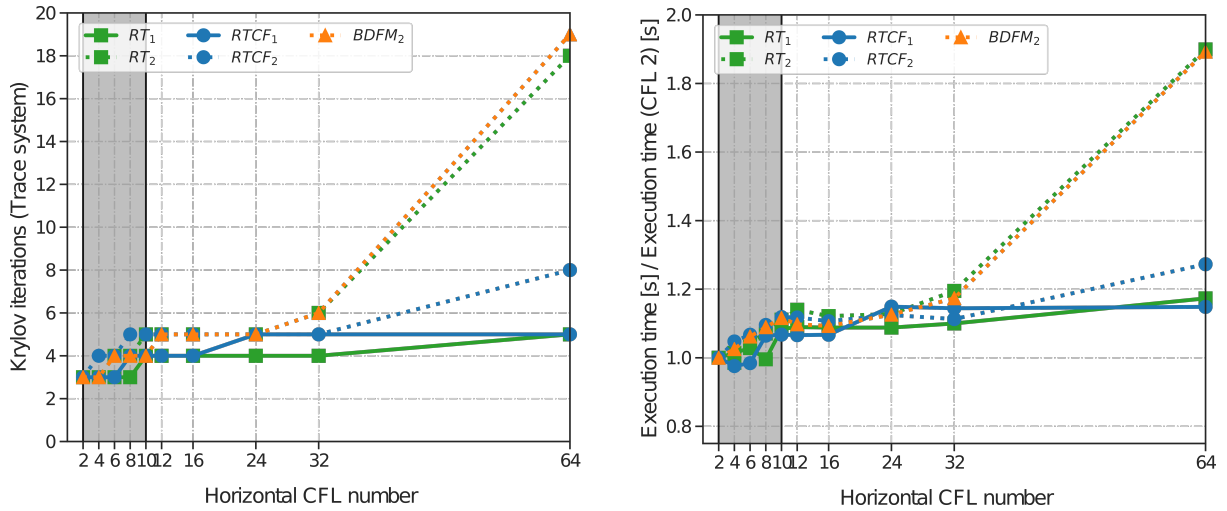 20
18
16
14
12
10
8
6
4
2
0
Krylov iterations (Trace system)
RT₁
RT₂
RTCF₁
RTCF₂
BDFM₂
2 4 6 8 10 12 16 24 32 64
Horizontal CFL number
2.0
1.8
1.6
1.4
1.2
1.0
0.8
Execution time [s] / Execution time (CFL 2) [s]
RT₁
RT₂
RTCF₁
RTCF₂
BDFM₂
2 4 6 8 10 12 16 24 32 64
Horizontal CFL number